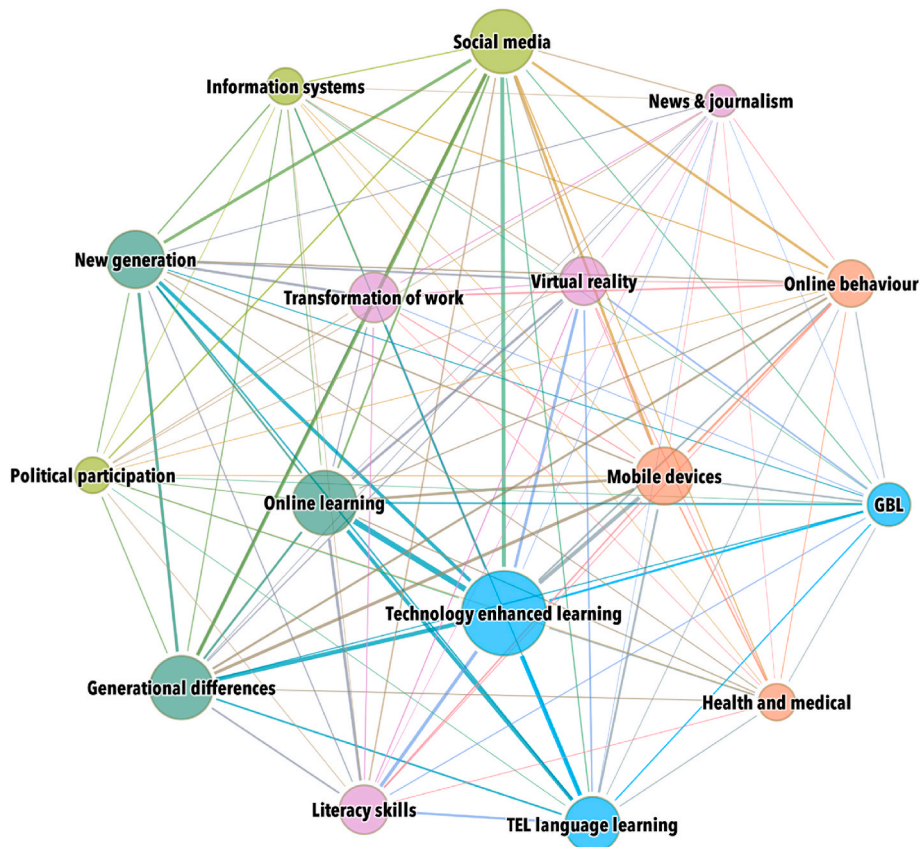 Social media
Information systems
News & journalism
New generation
Transformation of work
Virtual reality
Online behaviour
Political participation
Online learning
Mobile devices
GBL
Technology enhanced learning
Generational differences
Health and medical
Literacy skills
TEL language learning